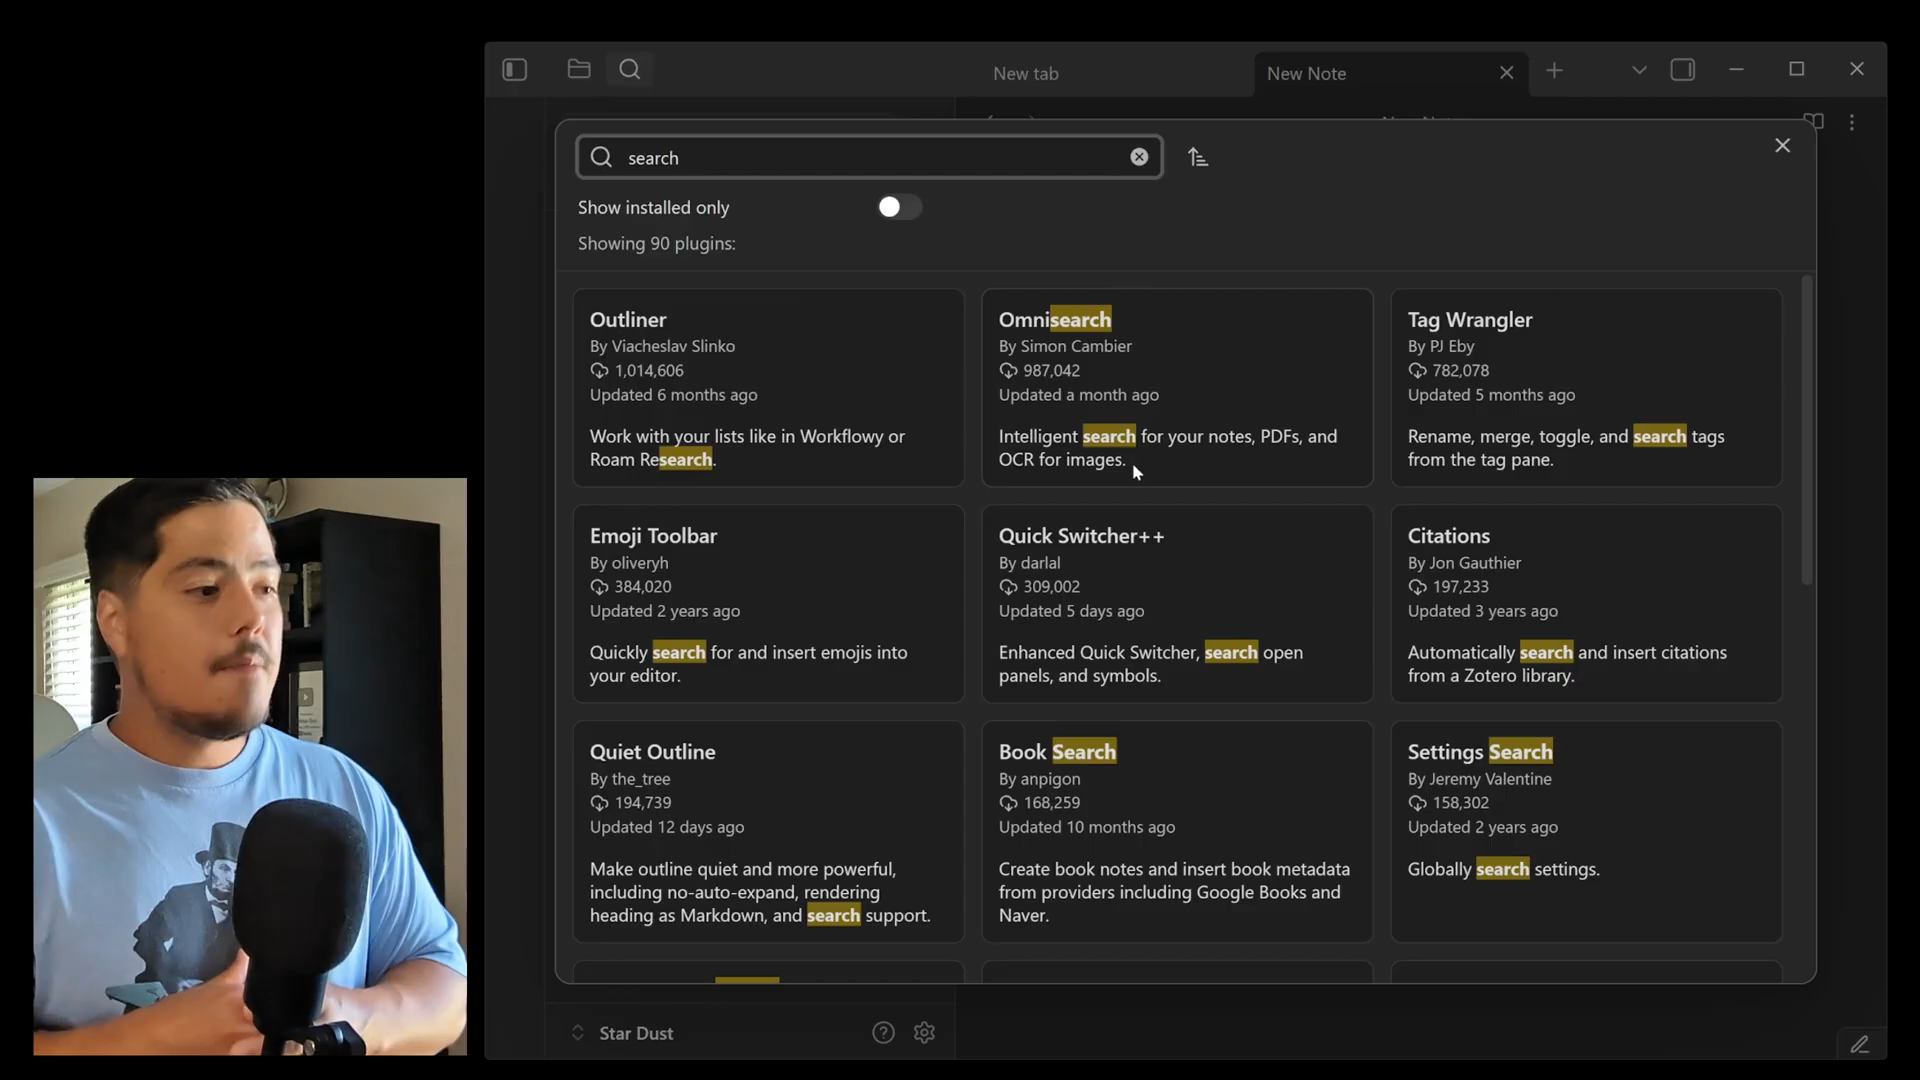 New tab
New Note
search
Show installed only
Showing 90 plugins:
Outliner
By Viacheslav Slinko
1,014,606
Updated 6 months ago
Work with your lists like in Workflowy or
Roam Research.
Omnisearch
By Simon Cambier
987,042
Updated a month ago
Intelligent search for your notes, PDFs, and
OCR for images.
Tag Wrangler
By PJ Eby
782,078
Updated 5 months ago
Rename, merge, toggle, and search tags
from the tag pane.
Emoji Toolbar
By oliveryh
384,020
Updated 2 years ago
Quickly search for and insert emojis into
your editor.
Quick Switcher++
By darlal
309,002
Updated 5 days ago
Enhanced Quick Switcher, search open
panels, and symbols.
Citations
By Jon Gauthier
197,233
Updated 3 years ago
Automatically search and insert citations
from a Zotero library.
Quiet Outline
By the_tree
194,739
Updated 12 days ago
Make outline quiet and more powerful,
including no-auto-expand, rendering
heading as Markdown, and search support.
Book Search
By anpigon
168,259
Updated 10 months ago
Create book notes and insert book metadata
from providers including Google Books and
Naver.
Settings Search
By Jeremy Valentine
158,302
Updated 2 years ago
Globally search settings.
Star Dust